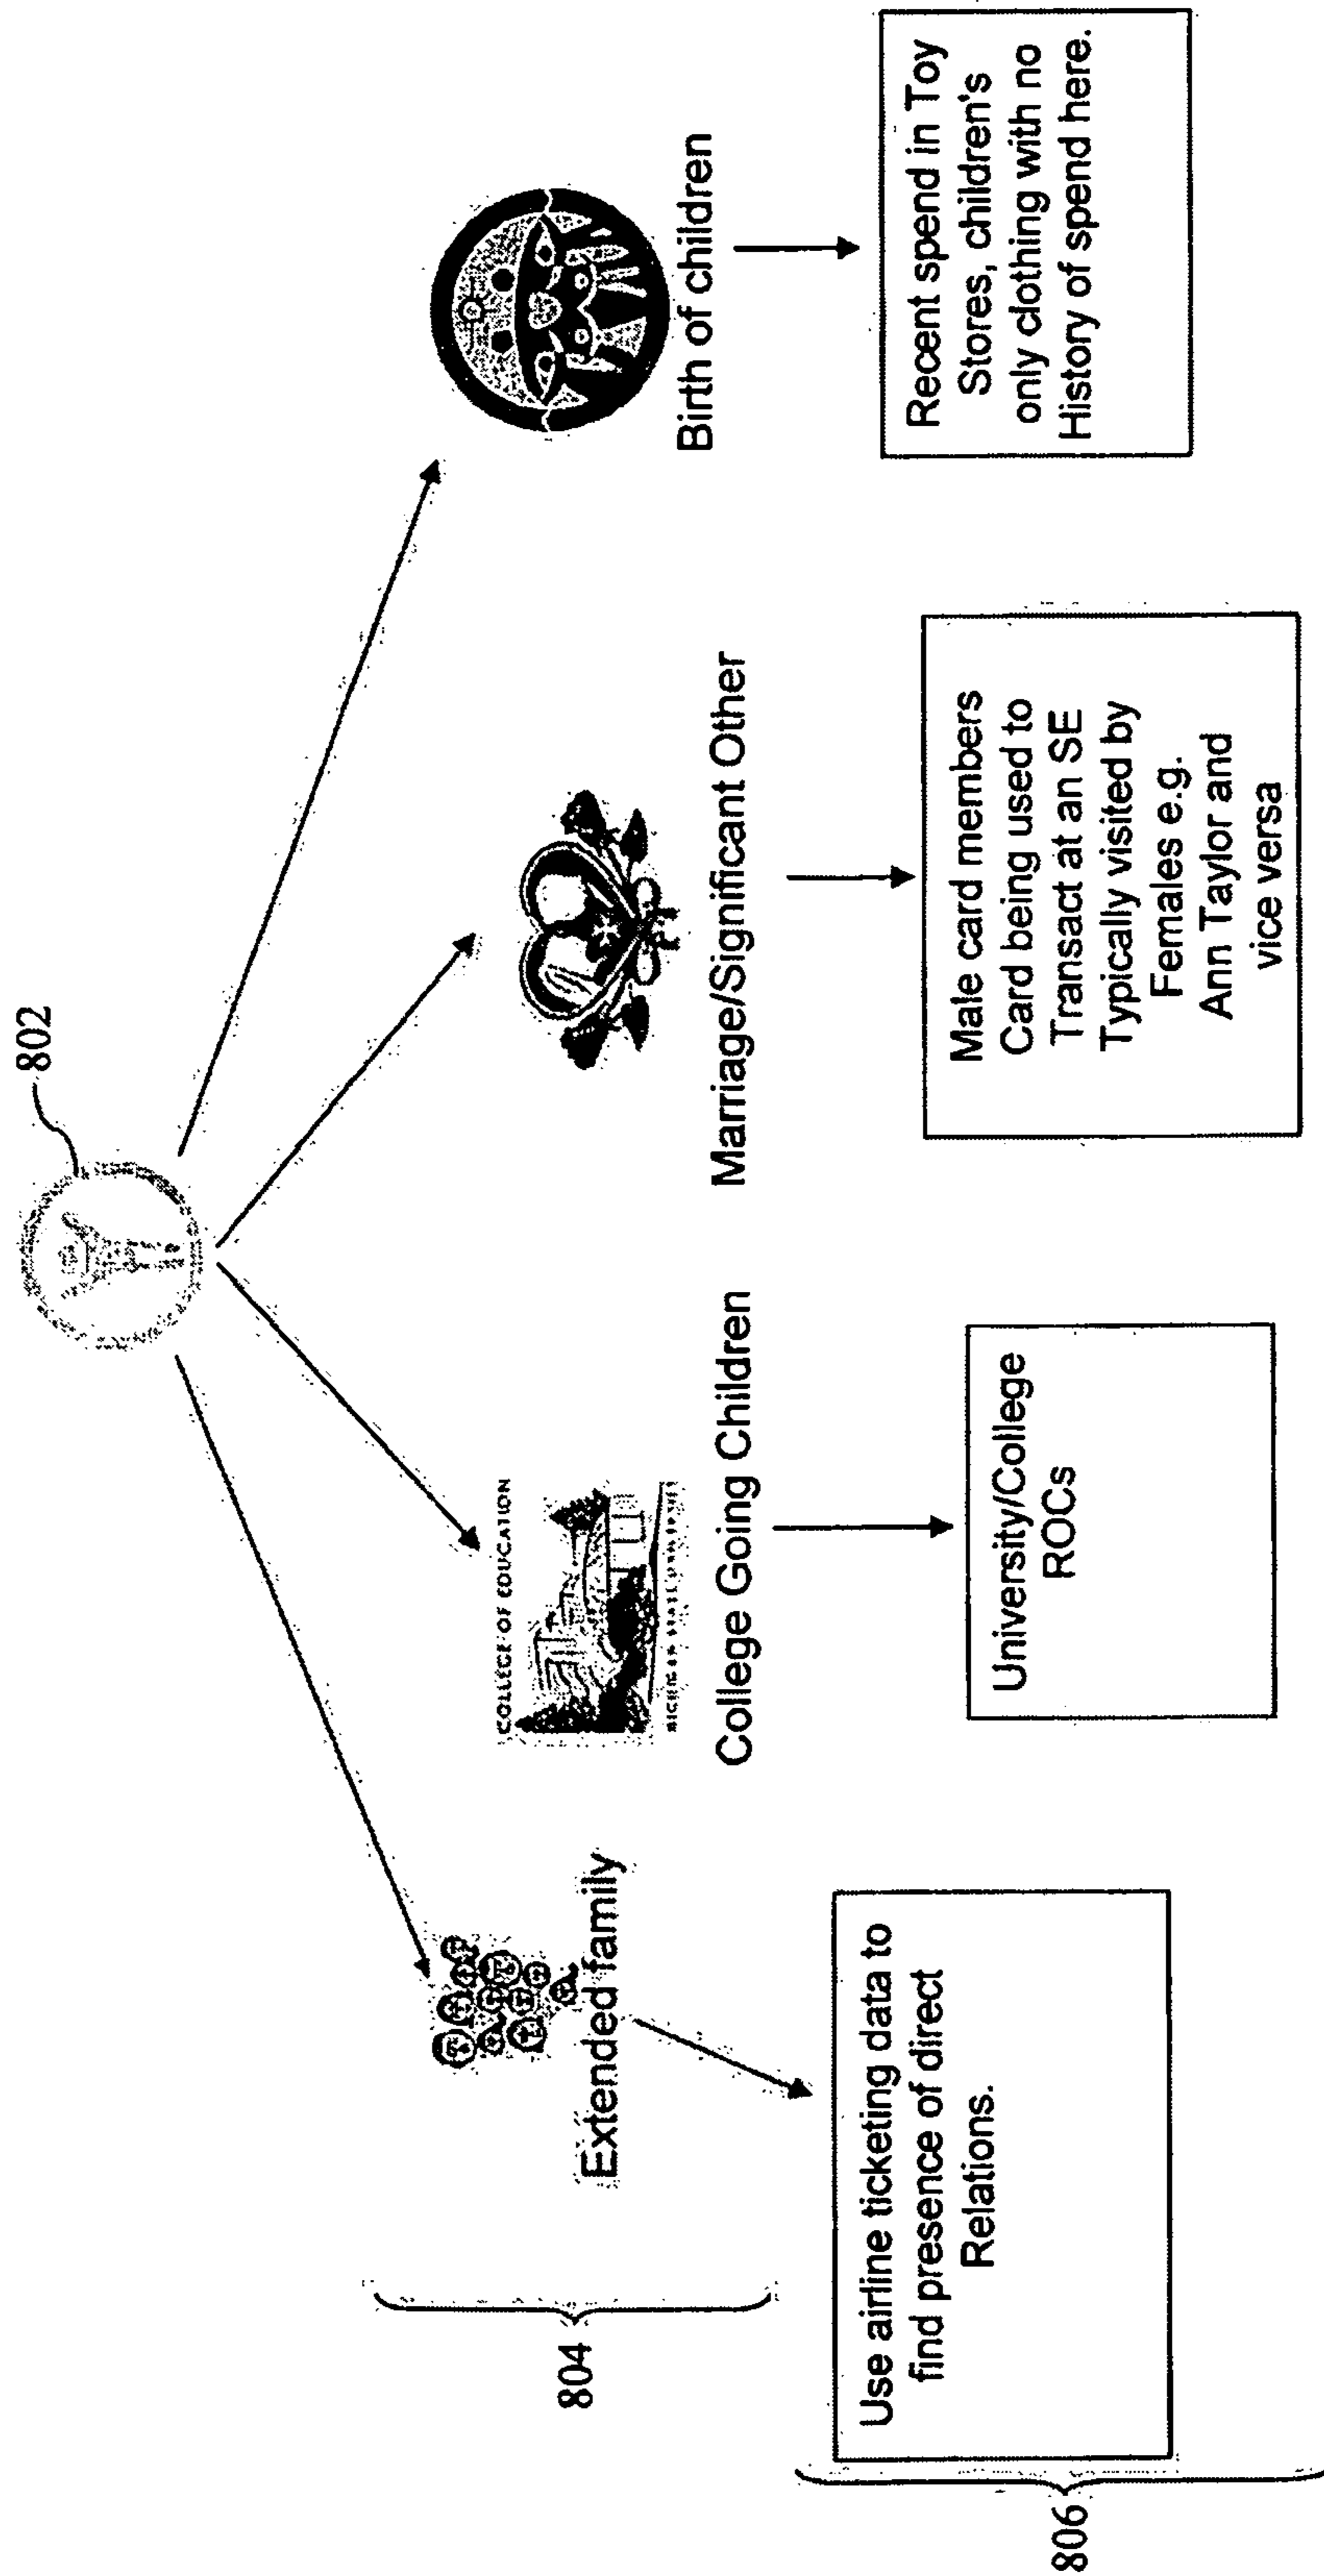 802
804
Extended family
COLLEGE OF EDUCATION
College Going Children
Marriage/Significant Other
Birth of children
806
Use airline ticketing data to
find presence of direct
Relations.
University/College
ROCs
Male card members
Card being used to
Transact at an SE
Typically visited by
Females e.g.
Ann Taylor and
vice versa
Recent spend in Toy
Stores, children's
only clothing with no
History of spend here.